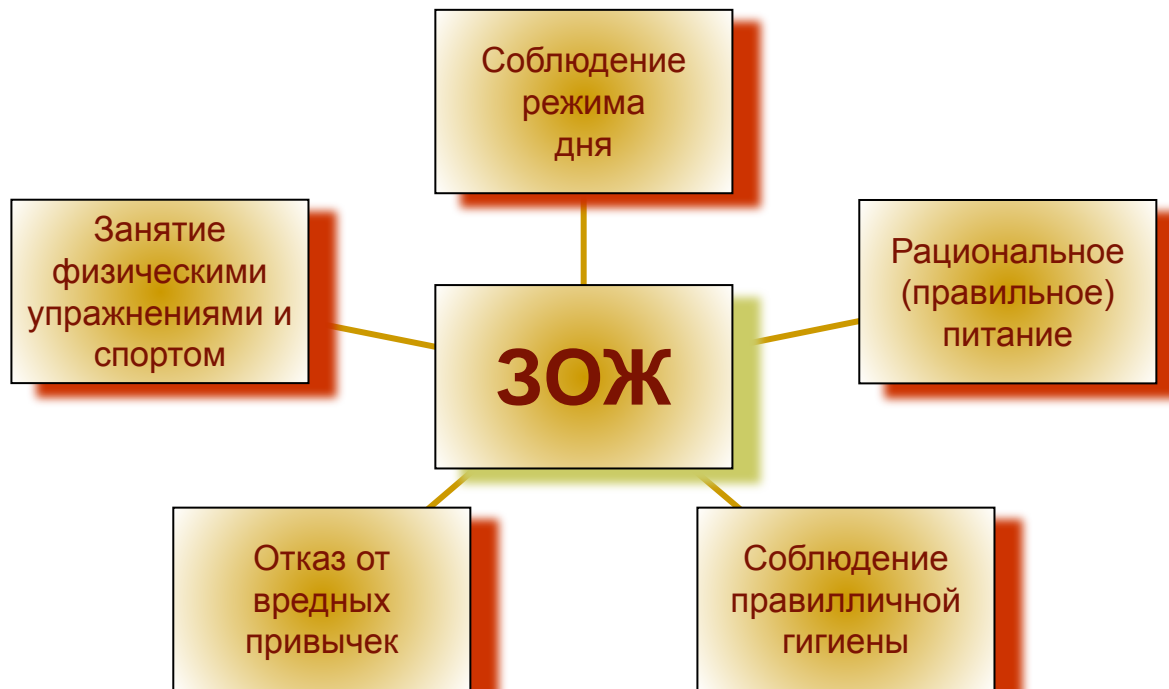 Соблюдение
режима
дня
Занятие
физическими
упражнениями и
спортом
Рациональное
(правильное)
питание
ЗОЖ
Отказ от
вредных
привычек
Соблюдение
правилличной
гигиены